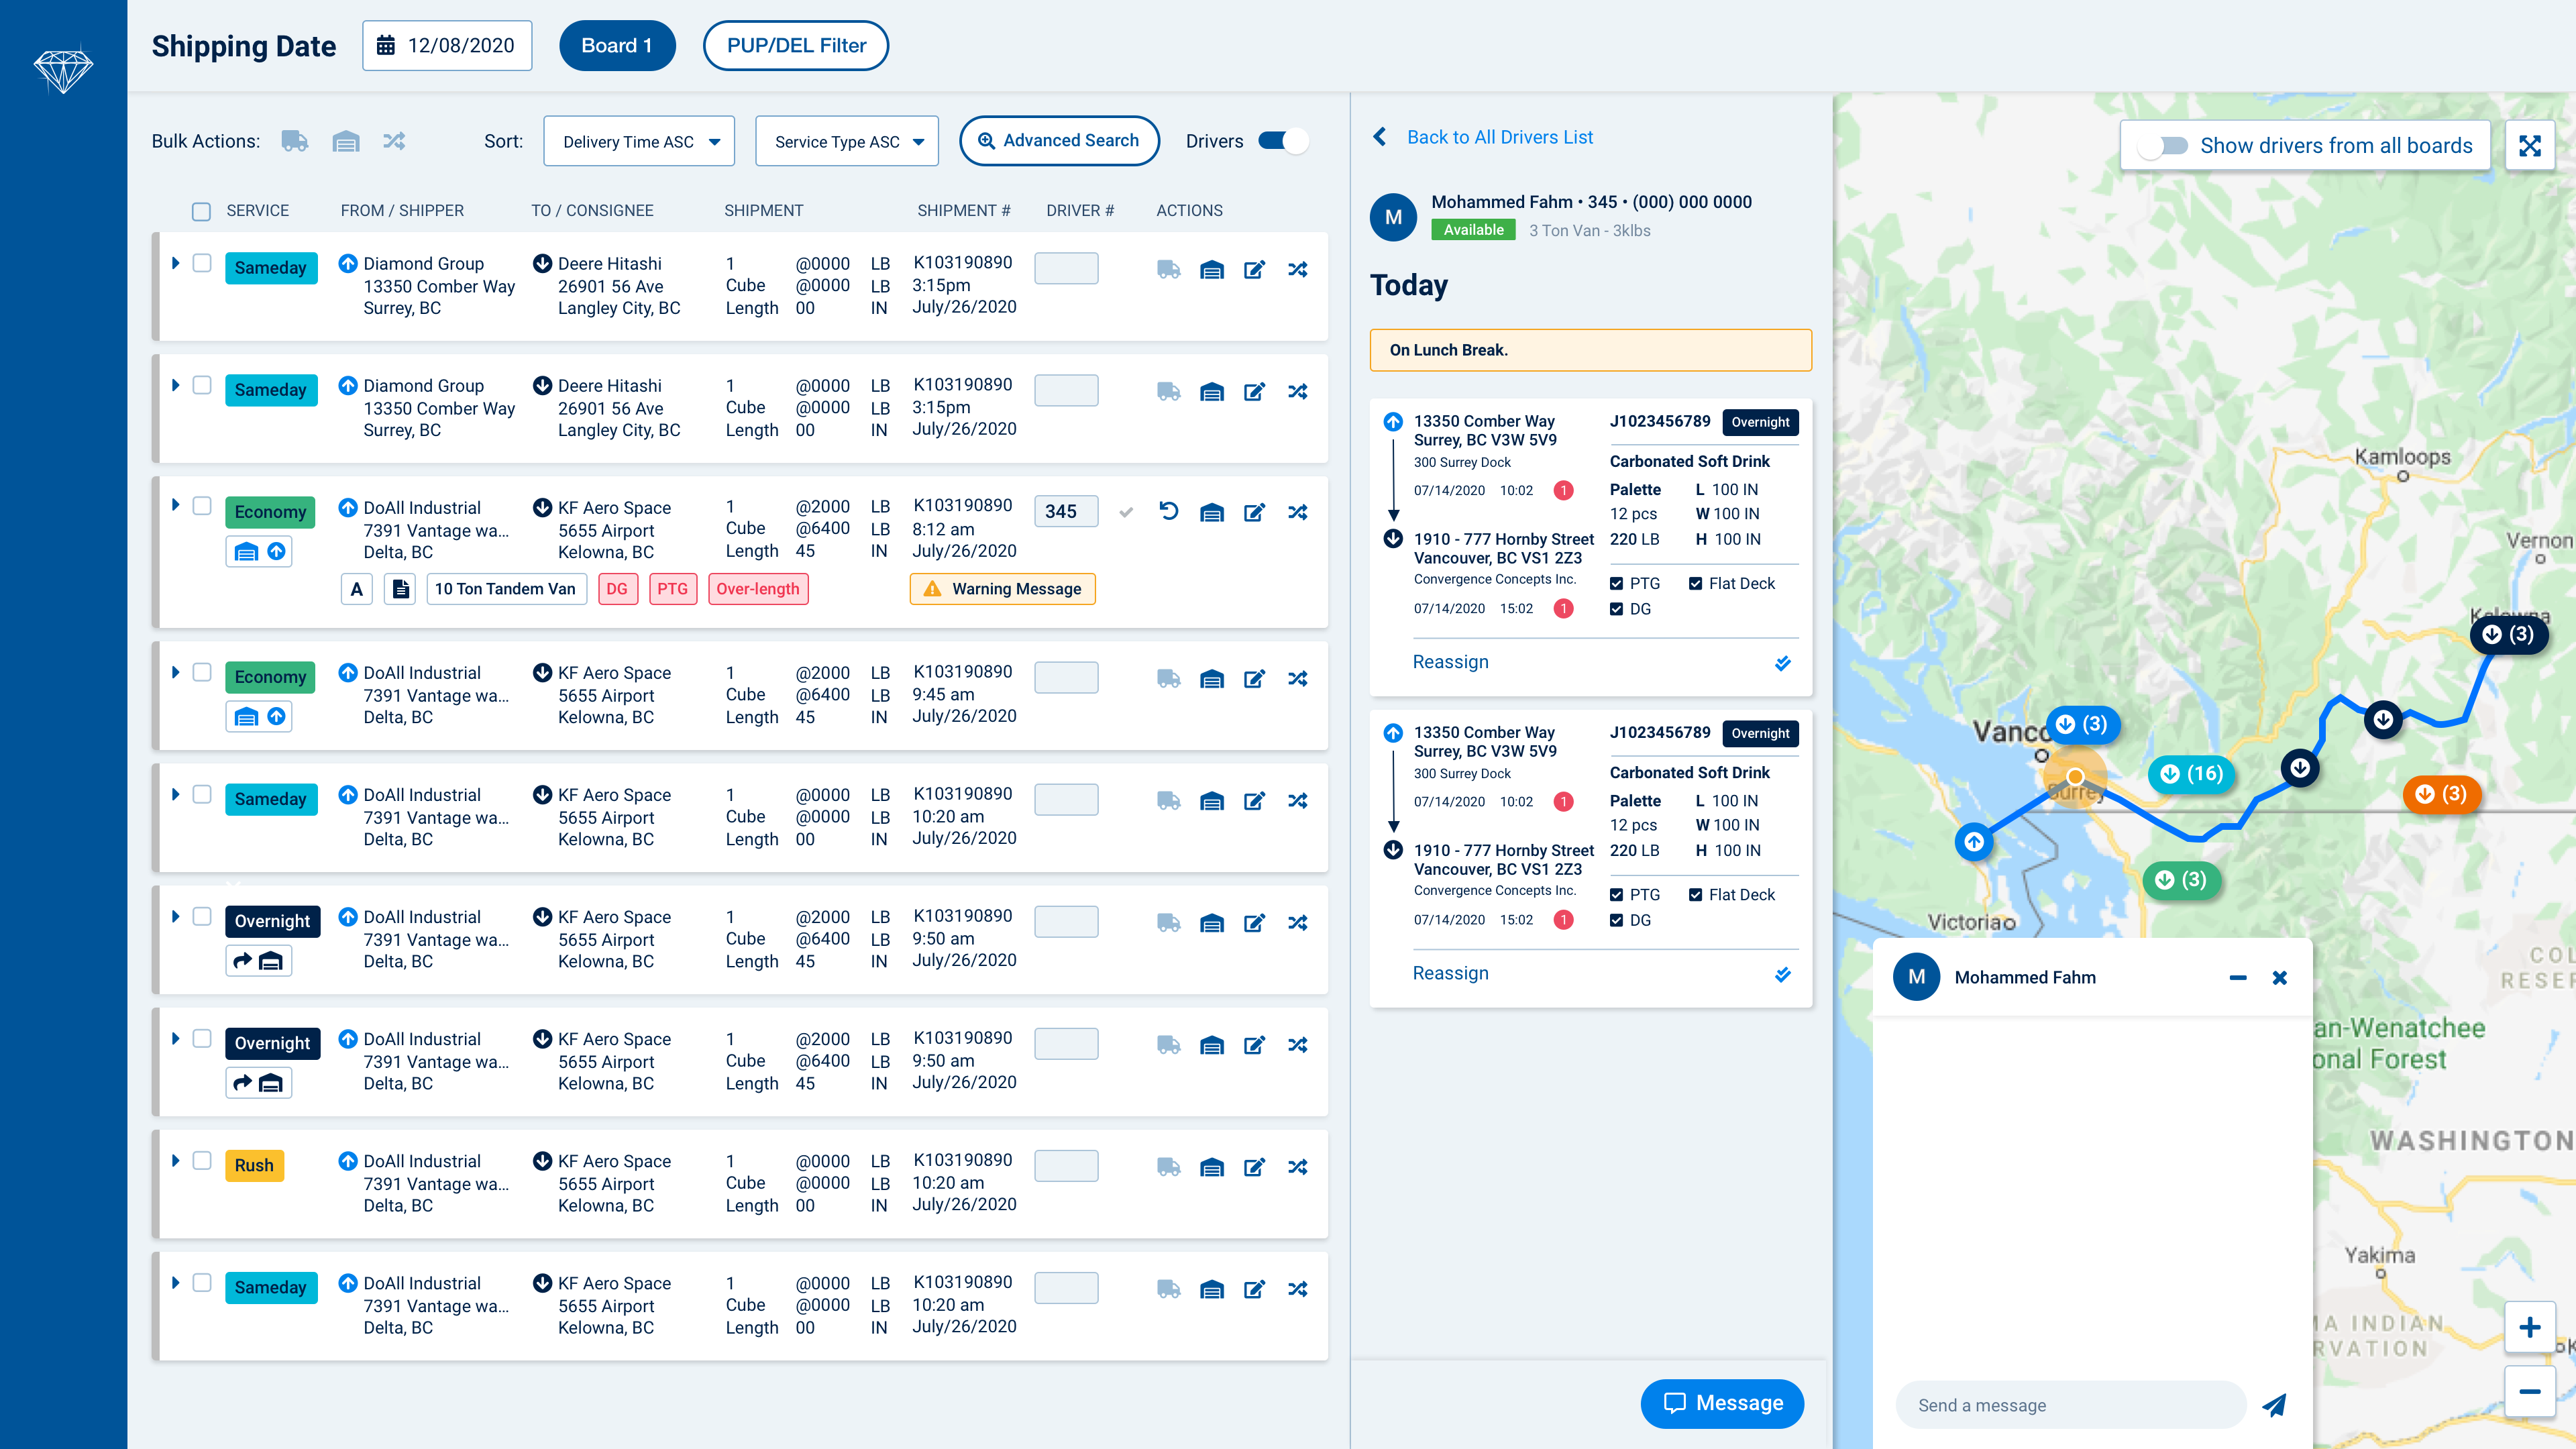 Shipping Date
12/08/2020
Board 1
PUP/DEL Filter
Bulk Actions:
Sort:
Delivery Time ASC
Service Type ASC
Advanced Search
Drivers
SERVICE FROM / SHIPPER TO / CONSIGNEE SHIPMENT SHIPMENT # DRIVER # ACTIONS
Sameday Diamond Group Deere Hitashi 1 @0000 LB K103190890
13350 Comber Way 26901 56 Ave Cube @0000 LB 3:15pm
Surrey, BC Langley City, BC Length 00 IN July/26/2020
Sameday Diamond Group Deere Hitashi 1 @0000 LB K103190890
13350 Comber Way 26901 56 Ave Cube @0000 LB 3:15pm
Surrey, BC Langley City, BC Length 00 IN July/26/2020
Economy DoAll Industrial KF Aero Space 1 @2000 LB K103190890 345
7391 Vantage wa... 5655 Airport Cube @6400 LB 8:12 am
Delta, BC Kelowna, BC Length 45 IN July/26/2020
A 10 Ton Tandem Van DG PTG Over-length Warning Message
Economy DoAll Industrial KF Aero Space 1 @2000 LB K103190890
7391 Vantage wa... 5655 Airport Cube @6400 LB 9:45 am
Delta, BC Kelowna, BC Length 45 IN July/26/2020
Sameday DoAll Industrial KF Aero Space 1 @0000 LB K103190890
7391 Vantage wa... 5655 Airport Cube @0000 LB 10:20 am
Delta, BC Kelowna, BC Length 00 IN July/26/2020
Overnight DoAll Industrial KF Aero Space 1 @2000 LB K103190890
7391 Vantage wa... 5655 Airport Cube @6400 LB 9:50 am
Delta, BC Kelowna, BC Length 45 IN July/26/2020
Overnight DoAll Industrial KF Aero Space 1 @2000 LB K103190890
7391 Vantage wa... 5655 Airport Cube @6400 LB 9:50 am
Delta, BC Kelowna, BC Length 45 IN July/26/2020
Rush DoAll Industrial KF Aero Space 1 @0000 LB K103190890
7391 Vantage wa... 5655 Airport Cube @0000 LB 10:20 am
Delta, BC Kelowna, BC Length 00 IN July/26/2020
Sameday DoAll Industrial KF Aero Space 1 @0000 LB K103190890
7391 Vantage wa... 5655 Airport Cube @0000 LB 10:20 am
Delta, BC Kelowna, BC Length 00 IN July/26/2020
Back to All Drivers List
M
Mohammed Fahm • 345 • (000) 000 0000
Available 3 Ton Van - 3klbs
Today
On Lunch Break.
13350 Comber Way J1023456789 Overnight
Surrey, BC V3W 5V9
300 Surrey Dock Carbonated Soft Drink
07/14/2020 10:02 1 Palette L 100 IN
12 pcs W 100 IN
1910 - 777 Hornby Street 220 LB H 100 IN
Vancouver, BC VS1 2Z3
Convergence Concepts Inc. PTG Flat Deck
07/14/2020 15:02 1 DG
Reassign
13350 Comber Way J1023456789 Overnight
Surrey, BC V3W 5V9
300 Surrey Dock Carbonated Soft Drink
07/14/2020 10:02 1 Palette L 100 IN
12 pcs W 100 IN
1910 - 777 Hornby Street 220 LB H 100 IN
Vancouver, BC VS1 2Z3
Convergence Concepts Inc. PTG Flat Deck
07/14/2020 15:02 1 DG
Reassign
Message
Show drivers from all boards
Kamloops
Vernon
Kelowna
(3)
Vanco
(3)
(16)
Surrey
(3)
(3)
Victoria
COL
RESER
an-Wenatchee
onal Forest
WASHINGTON
Yakima
MA INDIAN
RVATION
M
Mohammed Fahm
Send a message